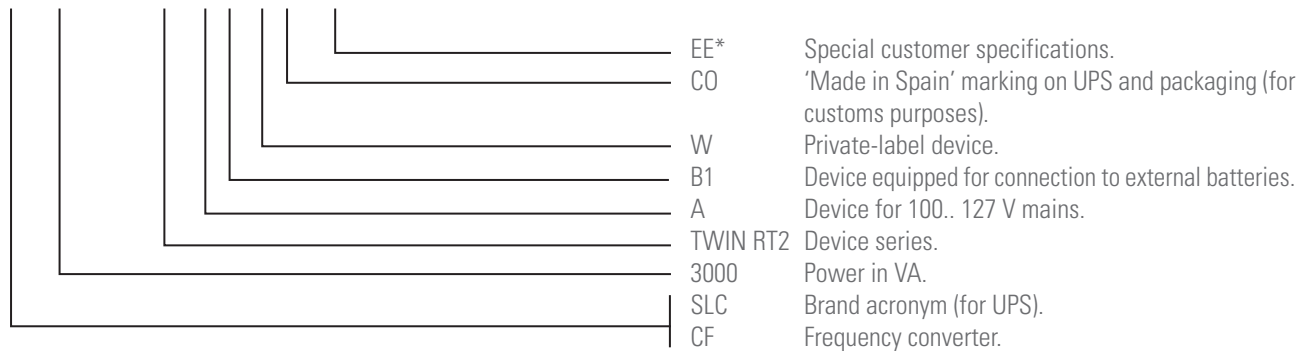 EE* Special customer specifications.
CO 'Made in Spain' marking on UPS and packaging (for
customs purposes).
W Private-label device.
B1 Device equipped for connection to external batteries.
A Device for 100.. 127 V mains.
TWIN RT2 Device series.
3000 Power in VA.
SLC Brand acronym (for UPS).
CF Frequency converter.